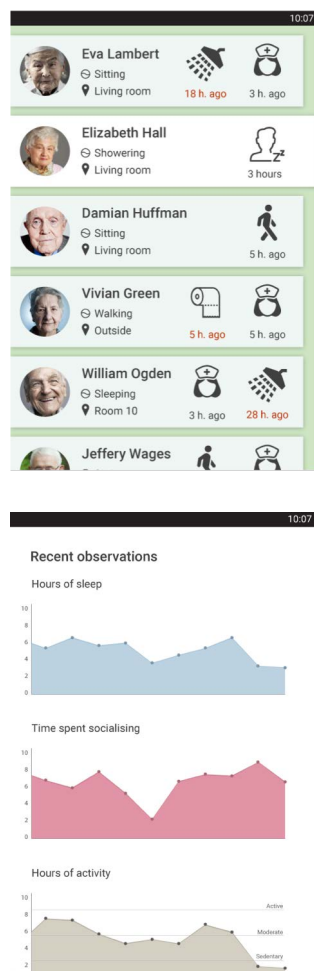 10:07
Eva Lambert
Sitting
Living room
18 h. ago
3 h. ago
Elizabeth Hall
Showering
Living room
z z
3 hours
Damian Huffman
Sitting
Living room
5 h. ago
Vivian Green
Walking
Outside
5 h. ago
5 h. ago
William Ogden
Sleeping
Room 10
3 h. ago
28 h. ago
Jeffery Wages
10:07
Recent observations
Hours of sleep
10
8
6
4
2
0
Time spent socialising
10
8
6
4
2
0
Hours of activity
10
Active
8
6
Moderate
4
Sedentary
2